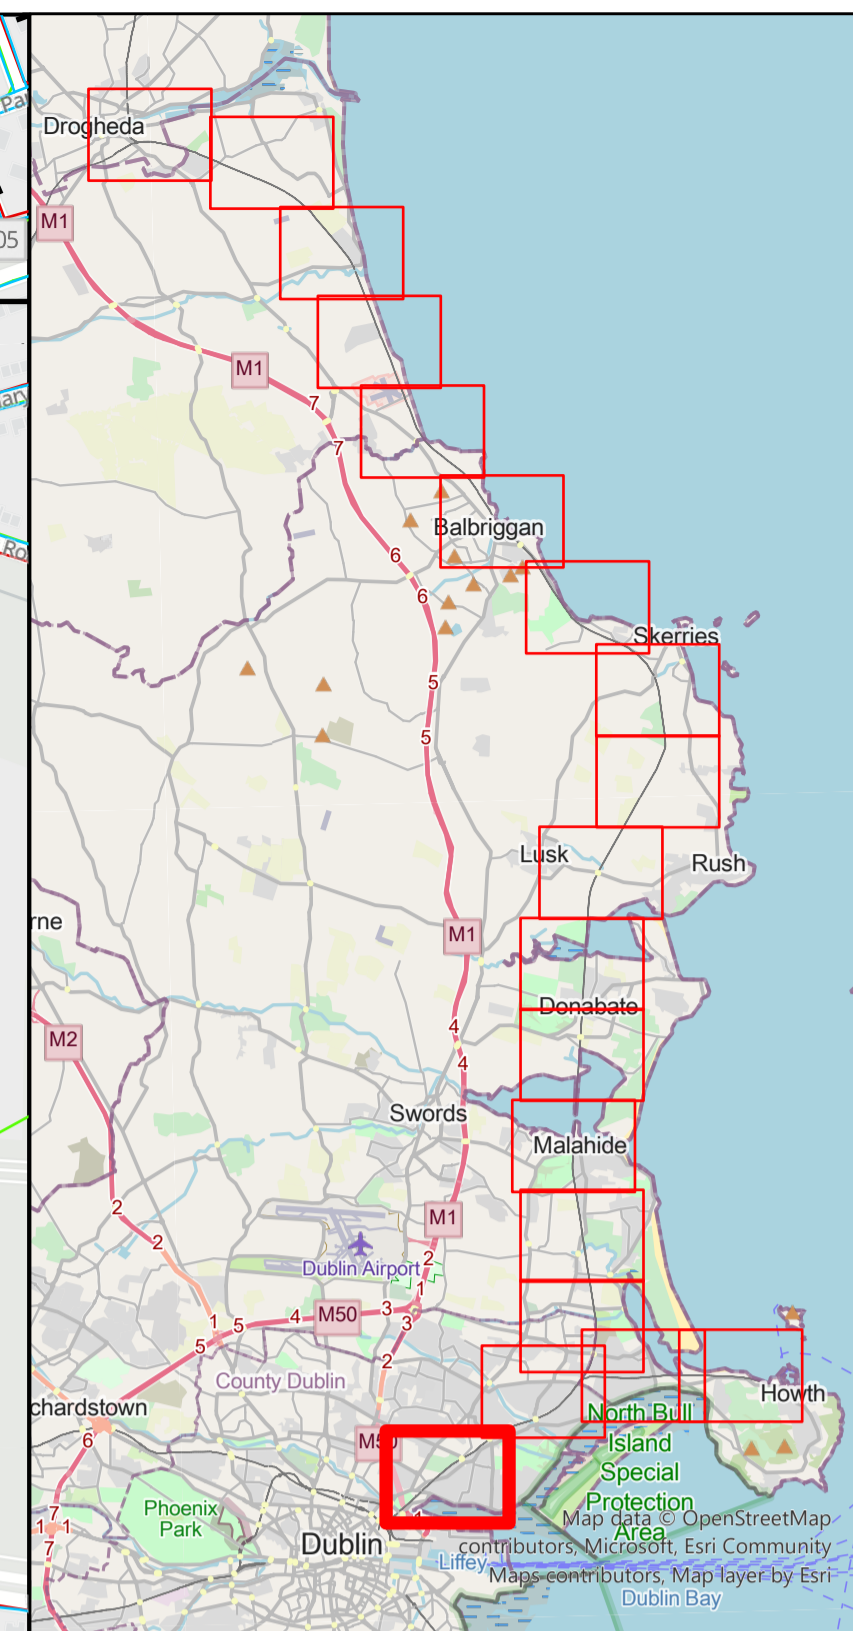 Drogheda
M1
05
M1
7
7
Balbriggan
6
6
Skerries
5
5
Lusk
Rush
rne
M1
Donabate
M2
4
4
Swords
Malahide
2
M1
2
Dublin Airport
2
1
M50
3
3
4
5
1
5
2
County Dublin
Howth
chardstown
North Bull
Island
Special
Protection
Area
6
M50
Phoenix
Park
7
1
1
7
1
Dublin
Liffey
Map data © OpenStreetMap
contributors, Microsoft, Esri Community
Maps contributors, Map layer by Esri
Dublin Bay